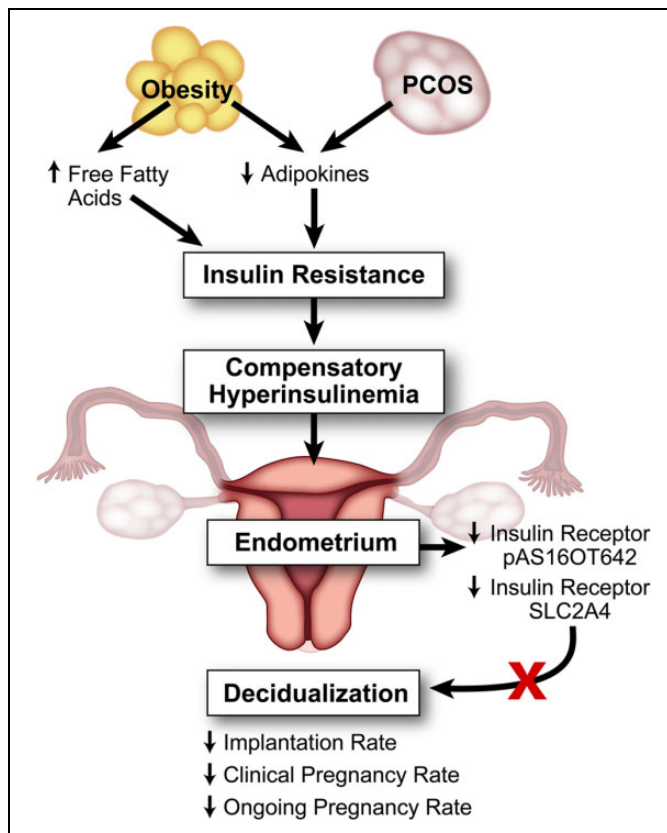 Obesity
PCOS
↑ Free Fatty
Acids
↓ Adipokines
Insulin Resistance
Compensatory
Hyperinsulinemia
Endometrium
↓ Insulin Receptor
pAS16OT642
↓ Insulin Receptor
SLC2A4
X
Decidualization
↓ Implantation Rate
↓ Clinical Pregnancy Rate
↓ Ongoing Pregnancy Rate